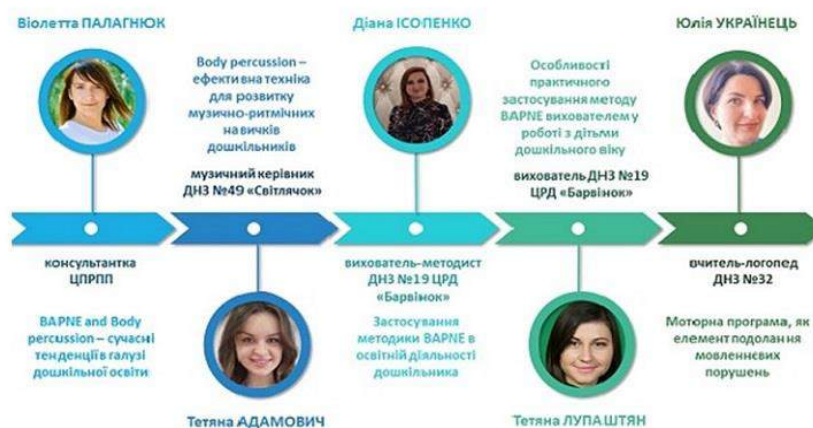 Віолетта ПАЛАГНЮК
консультантка
ЦПРПП
BAPNE and Body
percussion – сучасні
тенденції в галузі
дошкільної освіти
Body percussion –
ефективна техніка
для розвитку
музично-ритмічних
навичків
дошкільників
музичний керівник
ДНЗ №49 «Світлячок»
Тетяна АДАМОВИЧ
Діана ІСОПЕНКО
вихователь-методист
ДНЗ №19 ЦРД
«Барвінок»
Застосування
методики BAPNE в
освітній діяльності
дошкільника
Особливості
практичного
застосування методу
BAPNE вихователем у
роботі з дітьми
дошкільного віку
вихователь ДНЗ №19
ЦРД «Барвінок»
Тетяна ЛУПАШТЯН
Юлія УКРАЇНЕЦЬ
вчитель-логопед
ДНЗ №32
Моторна програма, як
елемент подолання
мовленнєвих
порушень